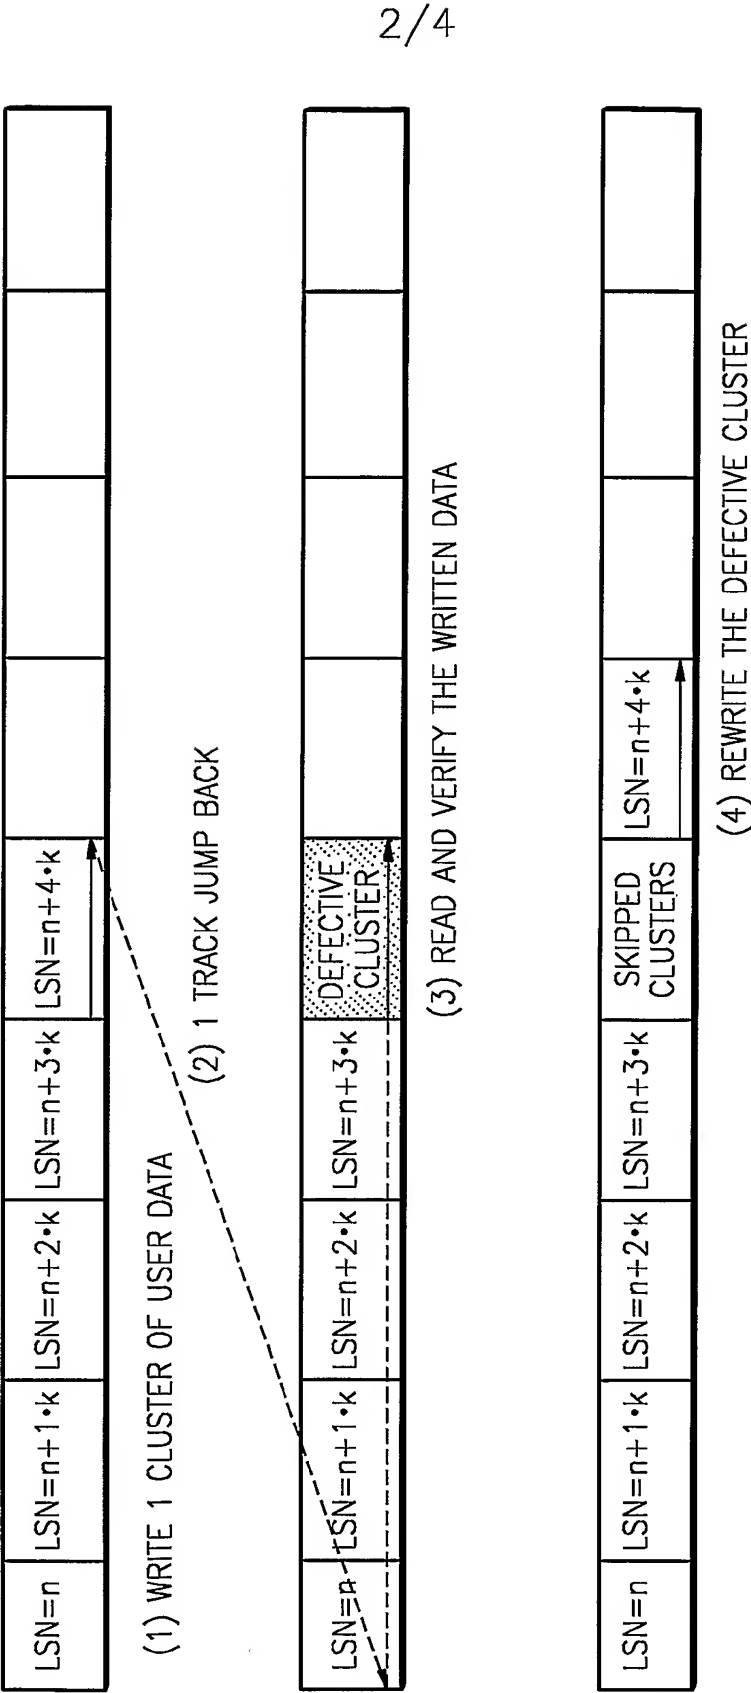 2/4
LSN=n LSN=n+1•k LSN=n+2•k LSN=n+3•k LSN=n+4•k
(1) WRITE 1 CLUSTER OF USER DATA
(2) 1 TRACK JUMP BACK
LSN=n LSN=n+1•k LSN=n+2•k LSN=n+3•k DEFECTIVE
CLUSTER
(3) READ AND VERIFY THE WRITTEN DATA
LSN=n LSN=n+1•k LSN=n+2•k LSN=n+3•k SKIPPED
CLUSTERS
LSN=n+4•k
(4) REWRITE THE DEFECTIVE CLUSTER